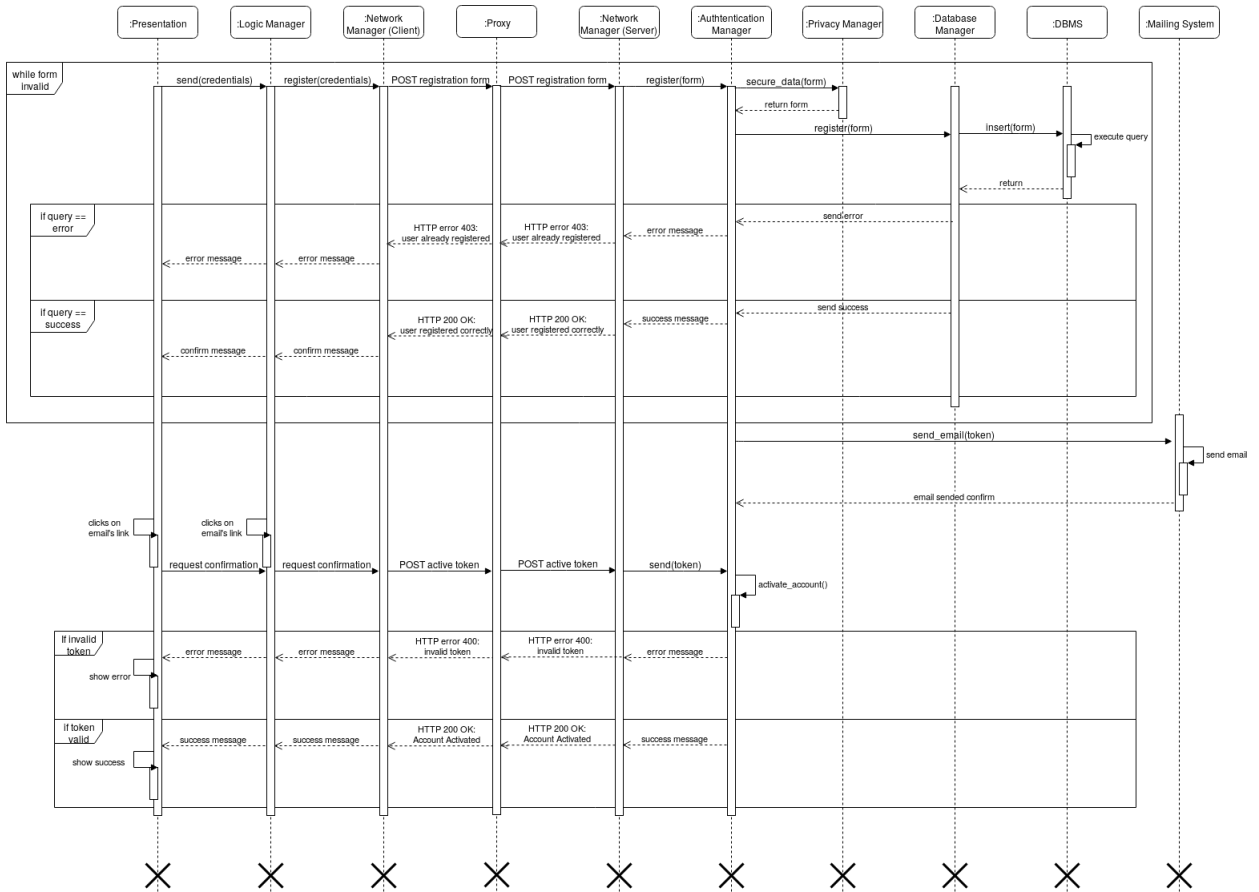 :Presentation
:Logic Manager
:Network
Manager (Client)
:Proxy
:Network
Manager (Server)
:Authtentication
Manager
:Privacy Manager
:Database
Manager
:DBMS
:Mailing System
while form
invalid
send(credentials)
register(credentials)
POST registration form
POST registration form
register(form)
secure_data(form)
return form
register(form)
insert(form)
execute query
return
if query ==
error
send error
error message
HTTP error 403:
user already registered
HTTP error 403:
user already registered
error message
error message
if query ==
success
send success
success message
HTTP 200 OK:
user registered correctly
HTTP 200 OK:
user registered correctly
confirm message
confirm message
send_email(token)
send email
email sended confirm
clicks on
email's link
clicks on
email's link
request confirmation
request confirmation
POST active token
POST active token
send(token)
activate_account()
If invalid
token
error message
error message
HTTP error 400:
invalid token
HTTP error 400:
invalid token
error message
show error
if token
valid
success message
success message
HTTP 200 OK:
Account Activated
HTTP 200 OK:
Account Activated
success message
show success